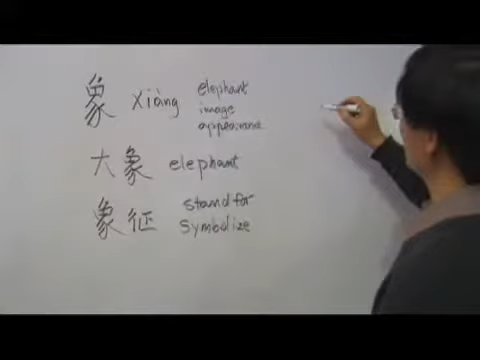 象 xiàng elephant
image
appearance
大象 elephant
象征 stand for
symbolize